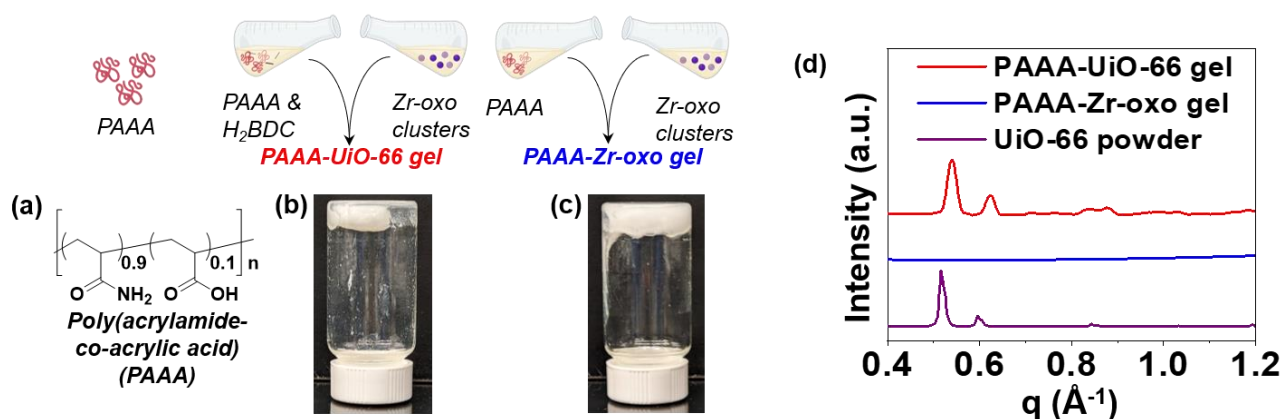 PAAA
PAAA &
H₂BDC
Zr-oxo
clusters
PAAA-UiO-66 gel
PAAA
Zr-oxo
clusters
PAAA-Zr-oxo gel
(a)
0.9
0.1
n
O
NH₂
O
OH
Poly(acrylamide-
co-acrylic acid)
(PAAA)
(b)
(c)
(d)
PAAA-UiO-66 gel
PAAA-Zr-oxo gel
UiO-66 powder
Intensity (a.u.)
0.4 0.6 0.8 1.0 1.2
q (Å⁻¹)